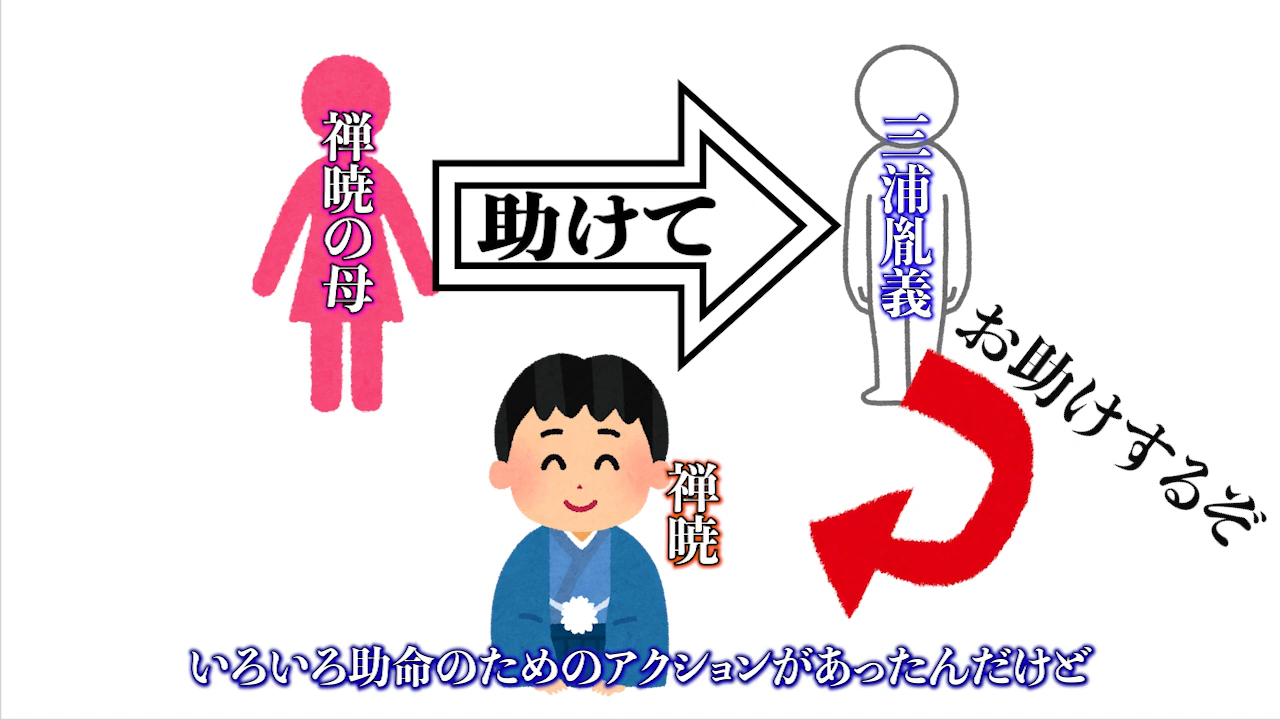 禅暁の母
助けて
三浦胤義
お助けするぞ
禅暁
いろいろ助命のためのアクションがあったんだけど